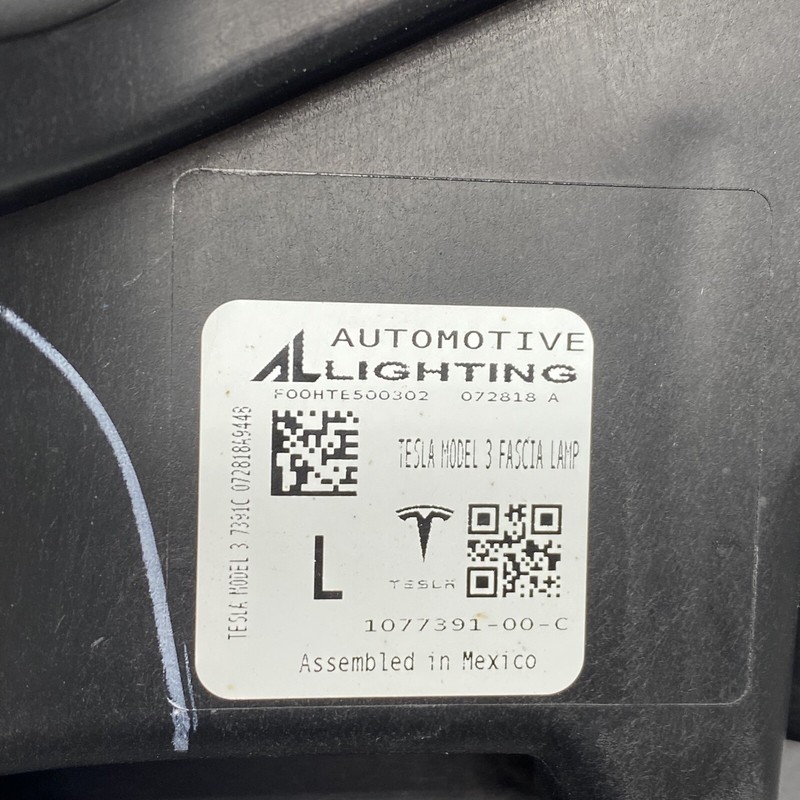 AUTOMOTIVE
AL LIGHTING
F00HTE500302 072818 A
TESLA MODEL 3 FASCIA LAMP
TESLA MODEL 3 7391C 072818A9448
L
TESLA
1077391-00-C
Assembled in Mexico